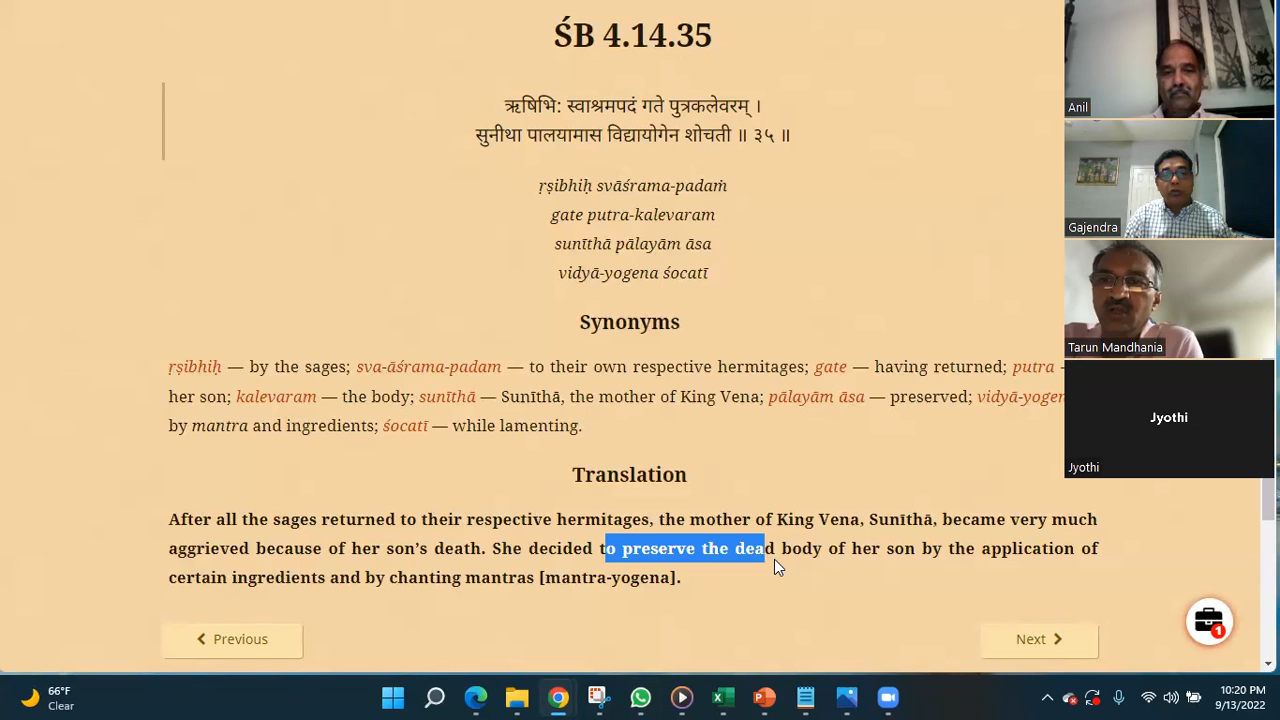 ŚB 4.14.35
ऋषिभि: स्वाश्रमपदं गते पुत्रकलेवरम् ।
सुनीथा पालयामास विद्यायोगेन शोचती ॥ ३५ ॥
ṛṣibhiḥ svāśrama-padaṁ
gate putra-kalevaram
sunīthā pālayām āsa
vidyā-yogena śocatī
Synonyms
ṛṣibhiḥ — by the sages; sva-āśrama-padam — to their own respective hermitages; gate — having returned; putra —
her son; kalevaram — the body; sunīthā — Sunīthā, the mother of King Vena; pālayām āsa — preserved; vidyā-yogen
by mantra and ingredients; śocatī — while lamenting.
Translation
After all the sages returned to their respective hermitages, the mother of King Vena, Sunīthā, became very much
aggrieved because of her son’s death. She decided to preserve the dead body of her son by the application of
certain ingredients and by chanting mantras [mantra-yogena].
Previous
Next
1
Anil
Gajendra
Tarun Mandhania
Jyothi
Jyothi
66°F
Clear
10:20 PM
9/13/2022